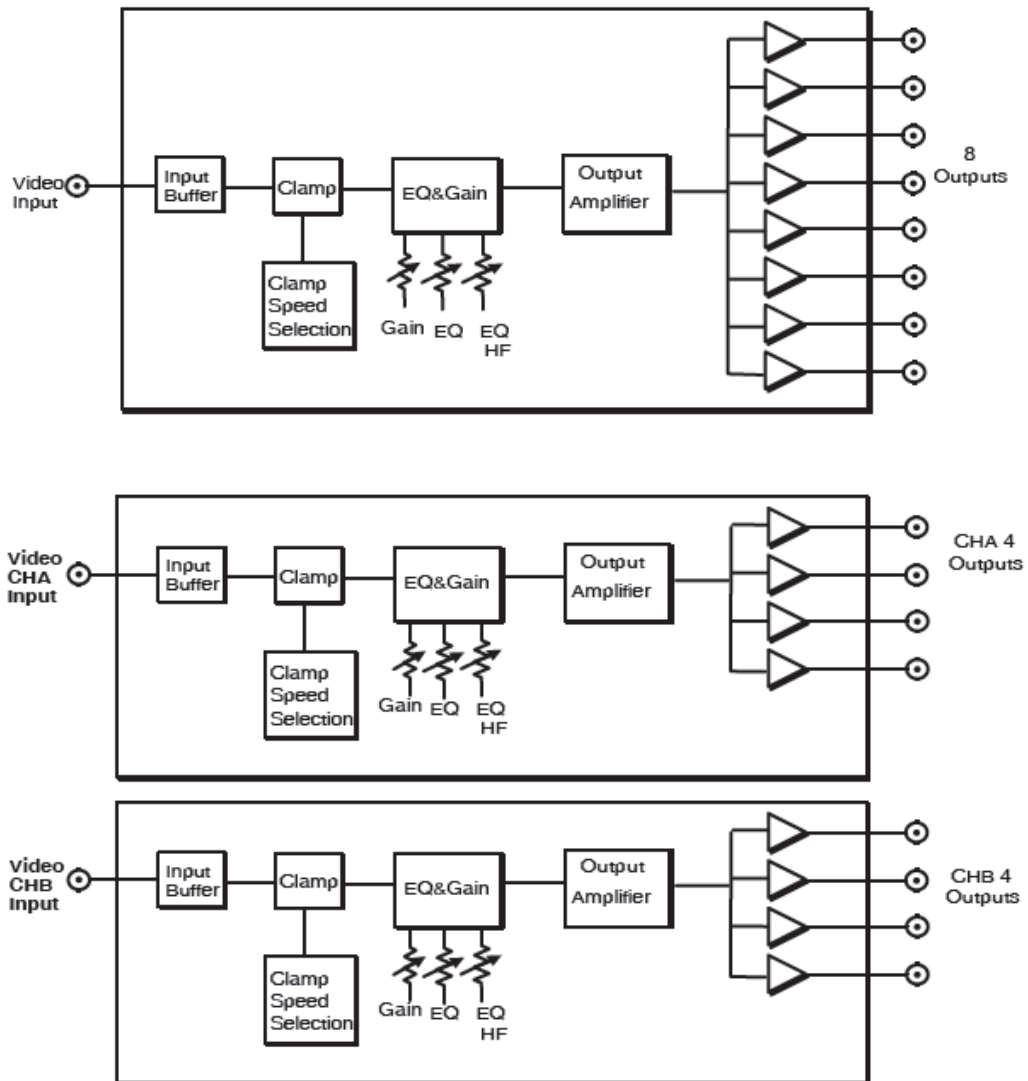 Video
Input
Input
Buffer
Clamp
EQ&Gain
Output
Amplifier
8
Outputs
Clamp
Speed
Selection
Gain
EQ
EQ
HF
Video
CHA
Input
Input
Buffer
Clamp
EQ&Gain
Output
Amplifier
CHA 4
Outputs
Clamp
Speed
Selection
Gain
EQ
EQ
HF
Video
CHB
Input
Input
Buffer
Clamp
EQ&Gain
Output
Amplifier
CHB 4
Outputs
Clamp
Speed
Selection
Gain
EQ
EQ
HF